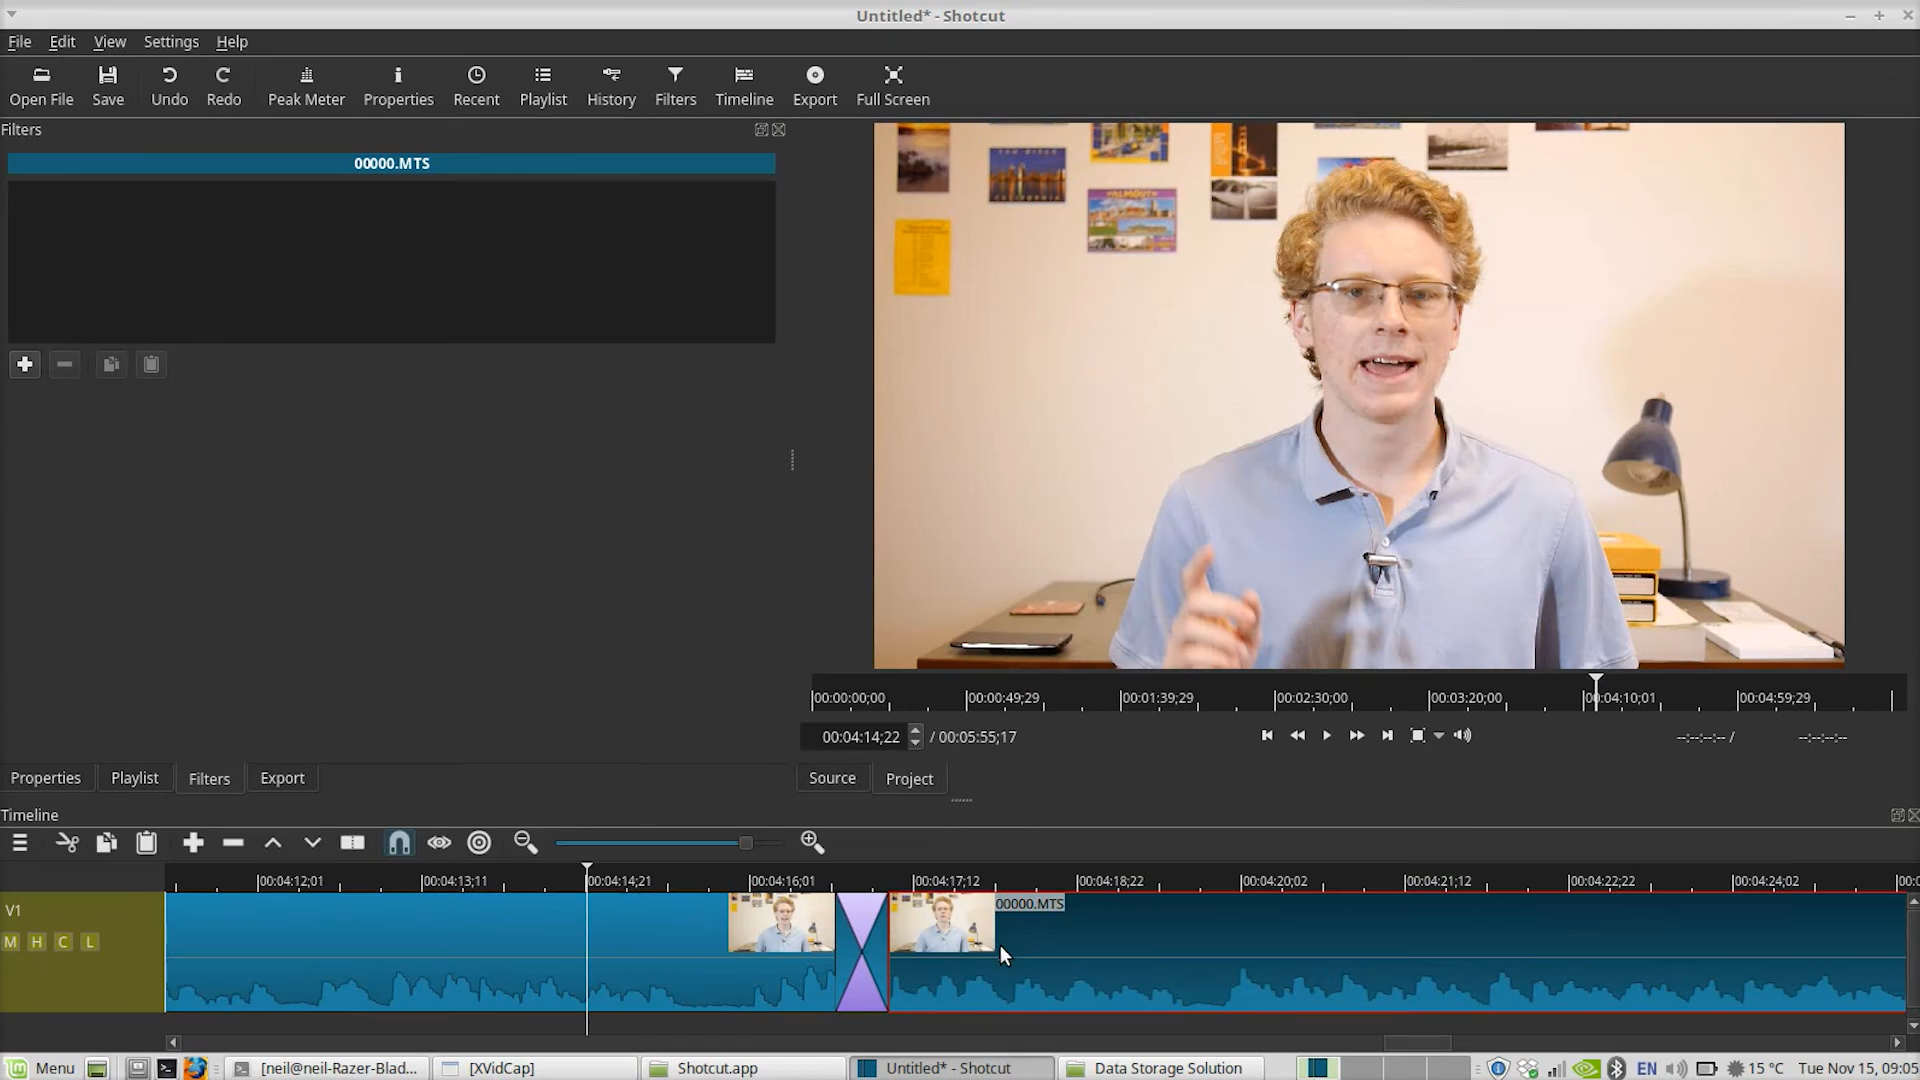 Untitled* - Shotcut
File Edit View Settings Help
Open File Save Undo Redo Peak Meter Properties Recent Playlist History Filters Timeline Export Full Screen
Filters
00000.MTS
00:00:00;00 00:00:49;29 00:01:39;29 00:02:30;00 00:03:20;00 00:04:10;01 00:04:59;29
00:04:14;22 / 00:05:55;17 --:--:--:-- / --:--:--:--
Properties Playlist Filters Export
Source Project
Timeline
00:04:12;01 00:04:13;11 00:04:14;21 00:04:16;01 00:04:17;12 00:04:18;22 00:04:20;02 00:04:21;12 00:04:22;22 00:04:24;02
V1
00000.MTS
M H C L
Menu [neil@neil-Razer-Blad... [XVidCap] Shotcut.app Untitled* - Shotcut Data Storage Solution EN 15 °C Tue Nov 15, 09:05